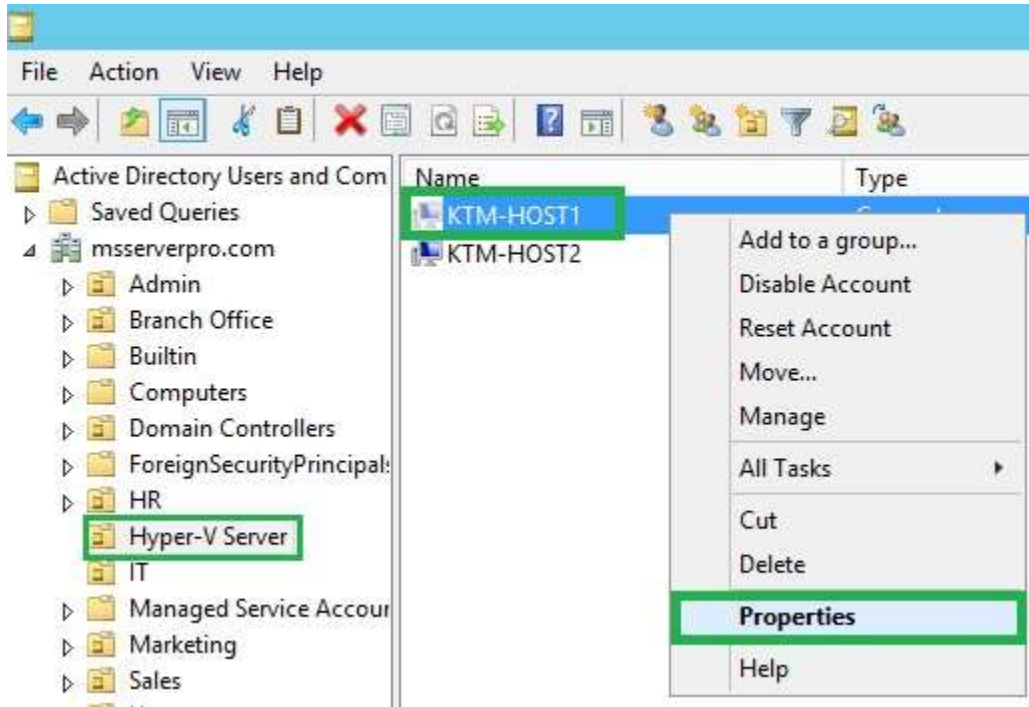 File Action View Help
Active Directory Users and Com
Name
Type
Saved Queries
KTM-HOST1
msserverpro.com
KTM-HOST2
Admin
Branch Office
Builtin
Computers
Domain Controllers
ForeignSecurityPrincipal
HR
Hyper-V Server
IT
Managed Service Accour
Marketing
Sales
Add to a group...
Disable Account
Reset Account
Move...
Manage
All Tasks
Cut
Delete
Properties
Help